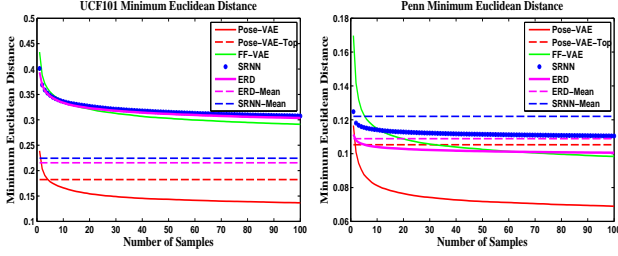 UCF101 Minimum Euclidean Distance
Minimum Euclidean Distance
0.5
0.45
0.4
0.35
0.3
0.25
0.2
0.15
0.1
0 10 20 30 40 50 60 70 80 90 100
Number of Samples
Pose−VAE
Pose−VAE−Top
FF−VAE
SRNN
ERD
ERD−Mean
SRNN−Mean
Penn Minimum Euclidean Distance
Minimum Euclidean Distance
0.18
0.16
0.14
0.12
0.1
0.08
0.06
0 10 20 30 40 50 60 70 80 90 100
Number of Samples
Pose−VAE
Pose−VAE−Top
FF−VAE
SRNN
ERD
ERD−Mean
SRNN−Mean